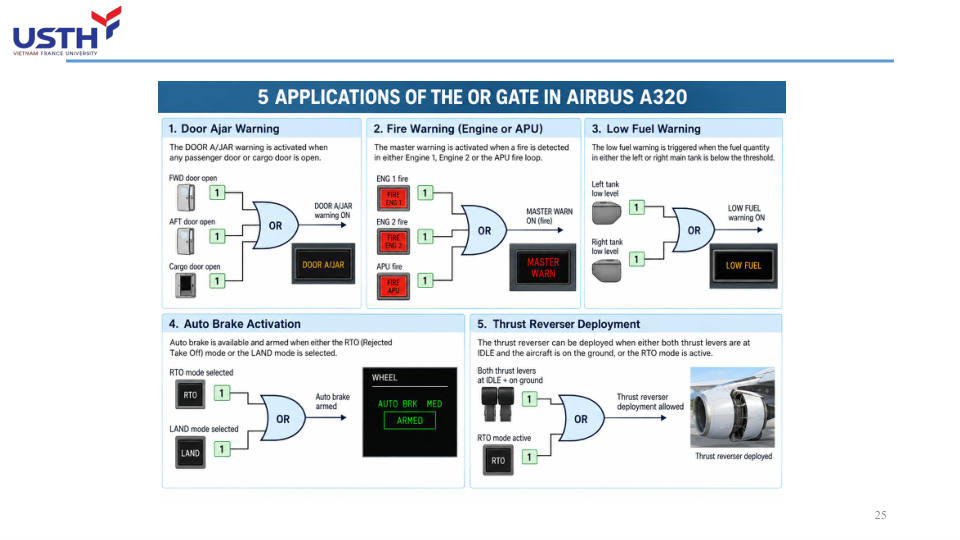 USTH
VIETNAM FRANCE UNIVERSITY
5 APPLICATIONS OF THE OR GATE IN AIRBUS A320
1. Door Ajar Warning
The DOOR A/JAR warning is activated when
any passenger door or cargo door is open.
FWD door open
1
AFT door open
1
Cargo door open
1
OR
DOOR A/JAR
warning ON
DOOR A/JAR
2. Fire Warning (Engine or APU)
The master warning is activated when a fire is detected
in either Engine 1, Engine 2 or the APU fire loop.
ENG 1 fire
FIRE
ENG 1
1
ENG 2 fire
FIRE
ENG 2
1
APU fire
FIRE
APU
1
OR
MASTER WARN
ON (fire)
MASTER
WARN
3. Low Fuel Warning
The low fuel warning is triggered when the fuel quantity
in either the left or right main tank is below the threshold.
Left tank
low level
1
Right tank
low level
1
OR
LOW FUEL
warning ON
LOW FUEL
4. Auto Brake Activation
Auto brake is available and armed when either the RTO (Rejected
Take Off) mode or the LAND mode is selected.
RTO mode selected
RTO
1
LAND mode selected
LAND
1
OR
Auto brake
armed
WHEEL
AUTO BRK MED
ARMED
5. Thrust Reverser Deployment
The thrust reverser can be deployed when either both thrust levers are at
IDLE and the aircraft is on the ground, or the RTO mode is active.
Both thrust levers
at IDLE + on ground
1
RTO mode active
RTO
1
OR
Thrust reverser
deployment allowed
Thrust reverser deployed
25